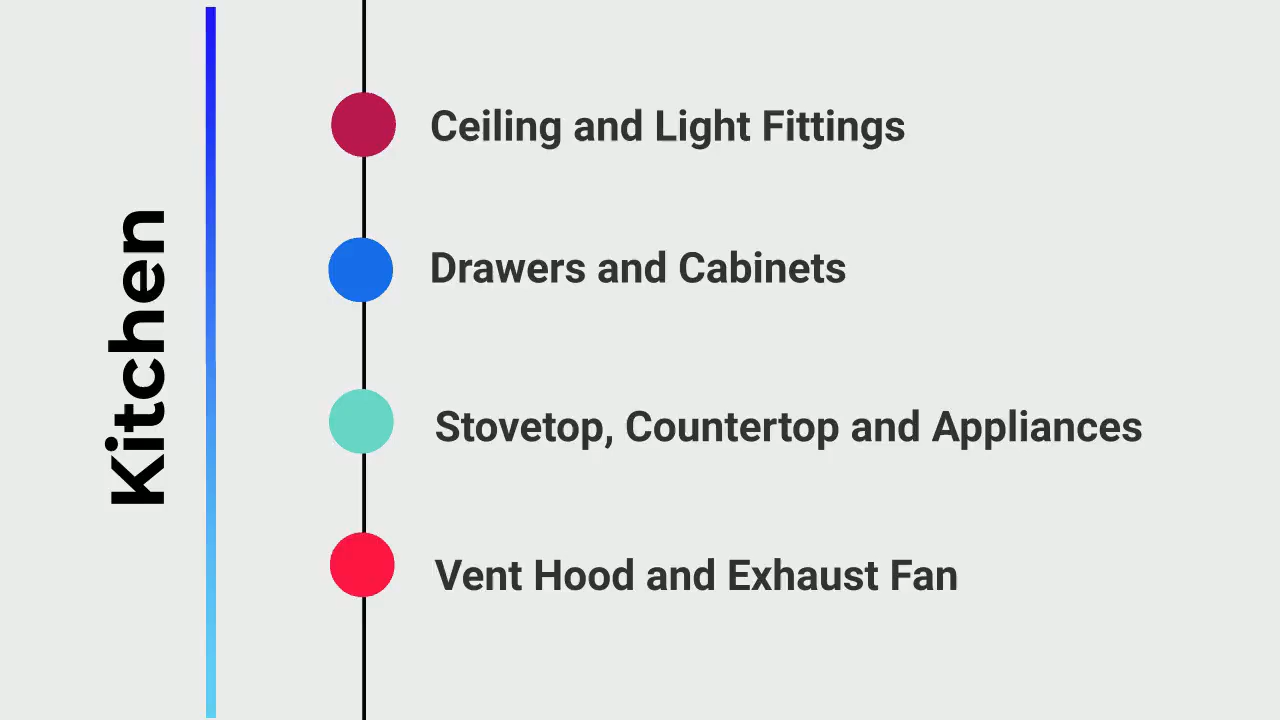 Kitchen
Ceiling and Light Fittings
Drawers and Cabinets
Stovetop, Countertop and Appliances
Vent Hood and Exhaust Fan